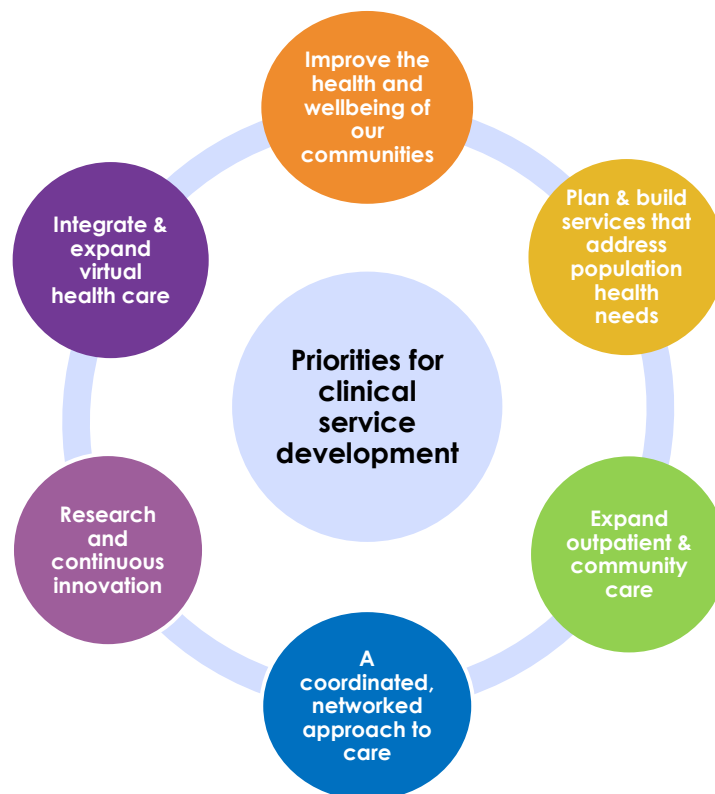 Improve the
health and
wellbeing of
our
communities
Plan & build
services that
address
population
health
needs
Expand
outpatient &
community
care
A
coordinated,
networked
approach to
care
Research
and
continuous
innovation
Integrate &
expand
virtual
health care
Priorities for
clinical
service
development